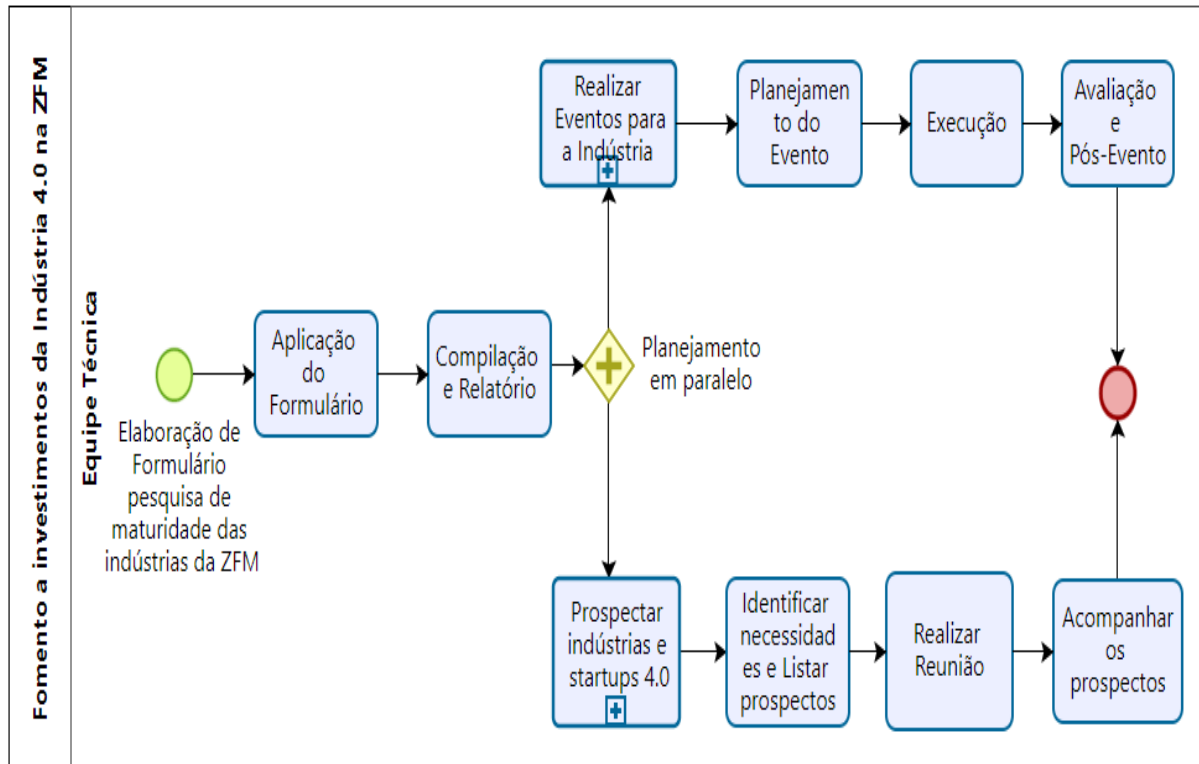 Fomento a investimentos da Indústria 4.0 na ZFM
Equipe Técnica
Elaboração de
Formulário
pesquisa de
maturidade das
indústrias da ZFM
Aplicação
do
Formulário
Compilação
e Relatório
Planejamento
em paralelo
Realizar
Eventos para
a Indústria
Planejamen
to do
Evento
Execução
Avaliação
e
Pós-Evento
Prospectar
indústrias e
startups 4.0
Identificar
necessidad
es e Listar
prospectos
Realizar
Reunião
Acompanhar
os
prospectos